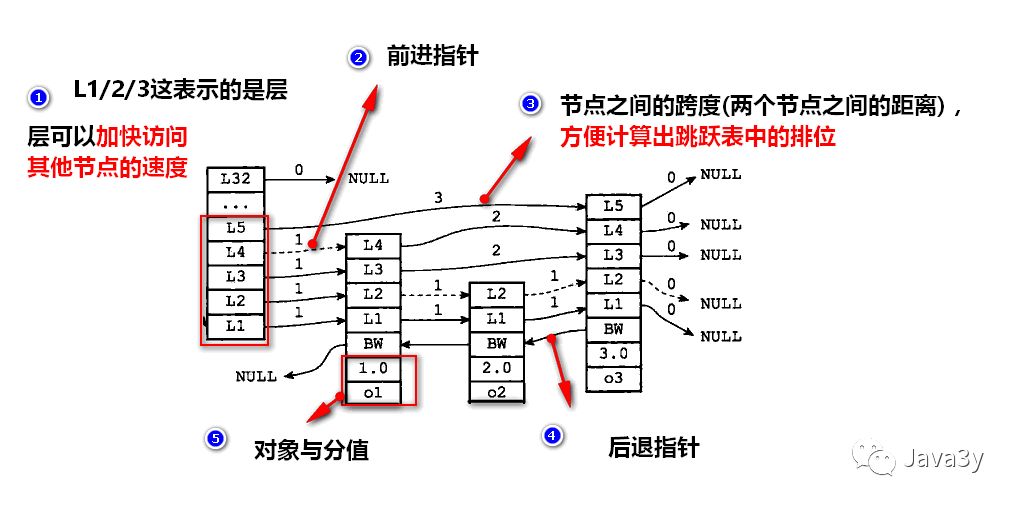 ② 前进指针
① L1/2/3这表示的是层
层可以加快访问
其他节点的速度
③ 节点之间的跨度(两个节点之间的距离)，
方便计算出跳跃表中的排位
L32 0 NULL
...
L5 3 L5 0 NULL
L4 1 L4 2 L4 0 NULL
L3 1 L3 2 L3 0 NULL
L2 1 L2 1 L2 1 L2 0 NULL
L1 1 L1 1 L1 1 L1 0 NULL
NULL BW BW BW
1.0 2.0 3.0
o1 o2 o3
⑤ 对象与分值
④ 后退指针
Java3y